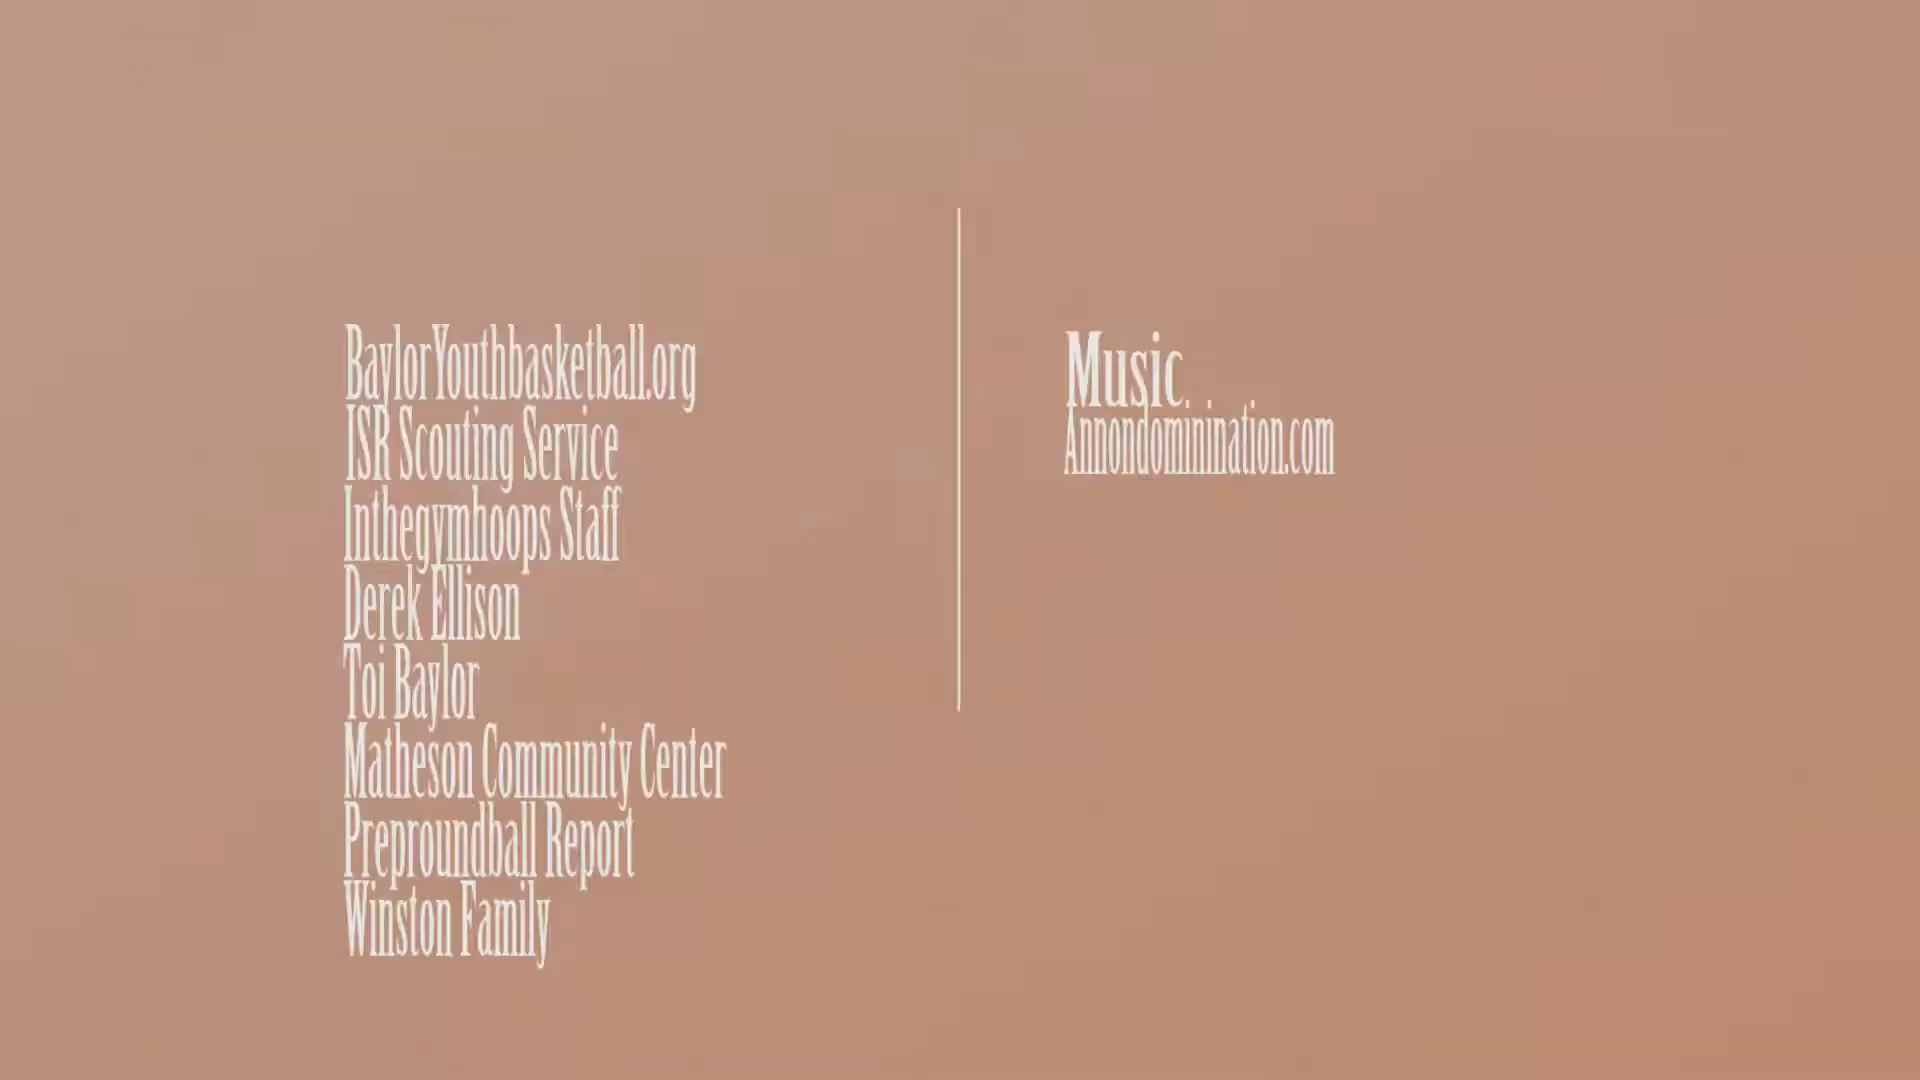 BaylorYouthbasketball.org
ISR Scouting Service
Inthegymhoops Staff
Derek Ellison
Toi Baylor
Matheson Community Center
Preproundball Report
Winston Family
Music
Annondominination.com